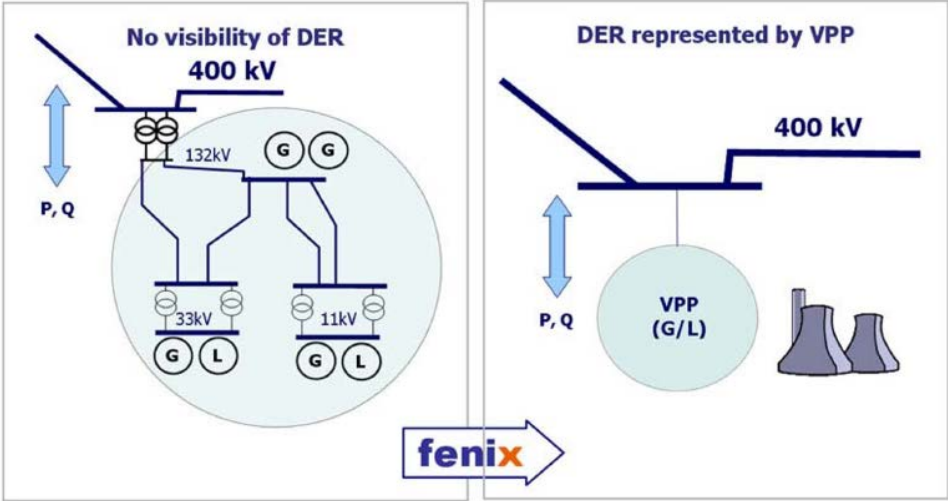 No visibility of DER
400 kV
132kV
G G
P, Q
33kV
11kV
G L
G L
DER represented by VPP
400 kV
P, Q
VPP
(G/L)
fenix